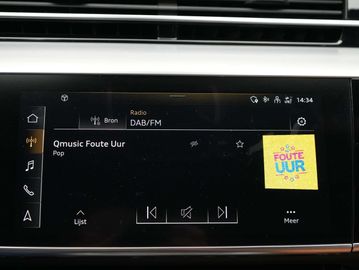 14:34
Radio
Bron
DAB/FM
Qmusic Foute Uur
Pop
FOUTE
UUR
Lijst
Meer